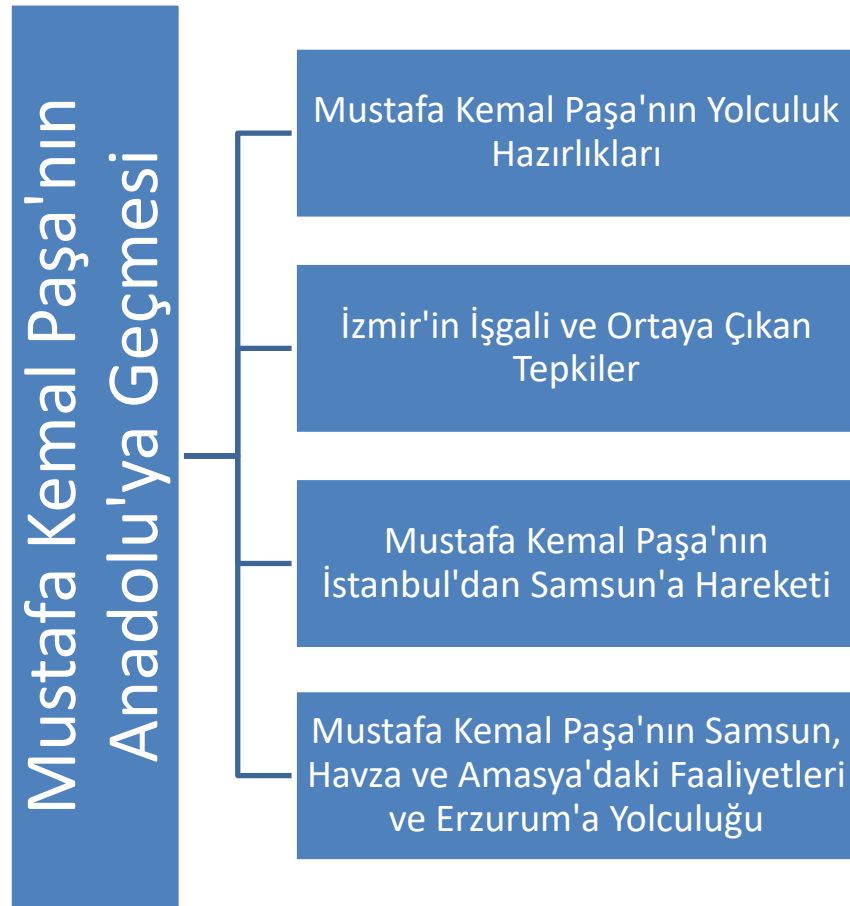 Mustafa Kemal Paşa'nın
Anadolu'ya Geçmesi
Mustafa Kemal Paşa'nın Yolculuk
Hazırlıkları
İzmir'in İşgali ve Ortaya Çıkan
Tepkiler
Mustafa Kemal Paşa'nın
İstanbul'dan Samsun'a Hareketi
Mustafa Kemal Paşa'nın Samsun,
Havza ve Amasya'daki Faaliyetleri
ve Erzurum'a Yolculuğu